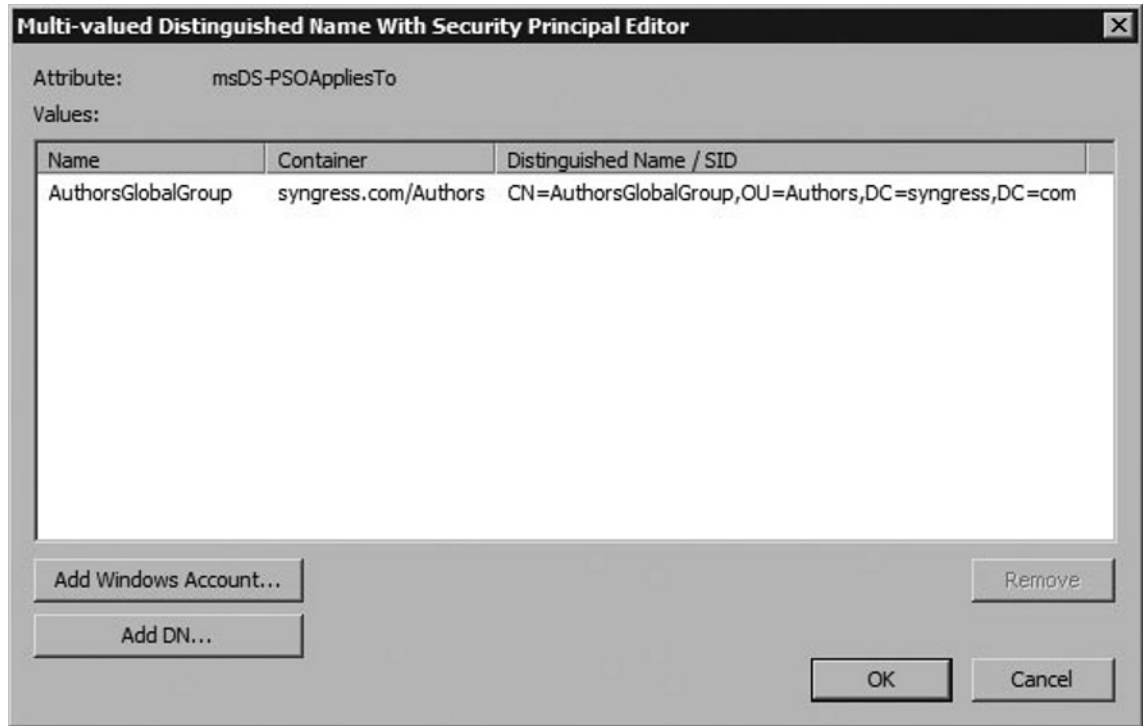 Multi-valued Distinguished Name With Security Principal Editor
Attribute: msDS-PSOAppliesTo
Values:
Name Container Distinguished Name / SID
AuthorsGlobalGroup syngress.com/Authors CN=AuthorsGlobalGroup,OU=Authors,DC=syngress,DC=com
Add Windows Account... Remove
Add DN...
OK Cancel